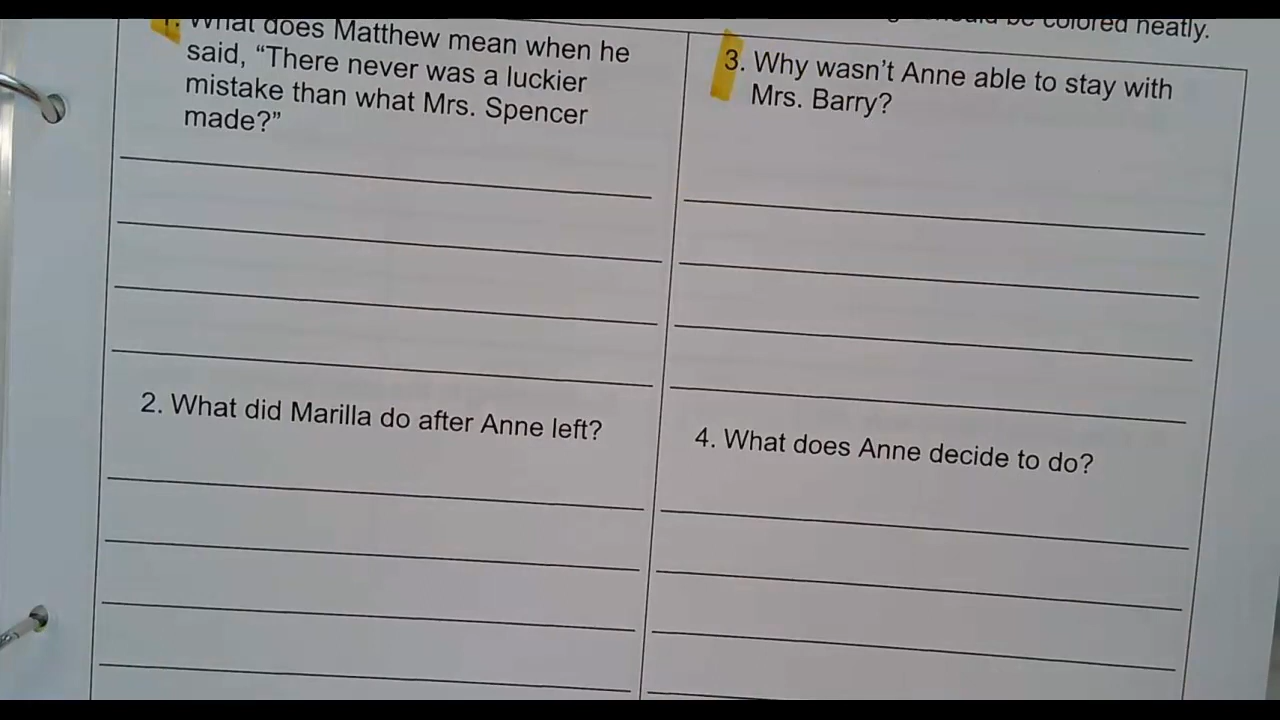 be colored neatly.
1. What does Matthew mean when he
said, “There never was a luckier
mistake than what Mrs. Spencer
made?”
2. What did Marilla do after Anne left?
3. Why wasn’t Anne able to stay with
Mrs. Barry?
4. What does Anne decide to do?